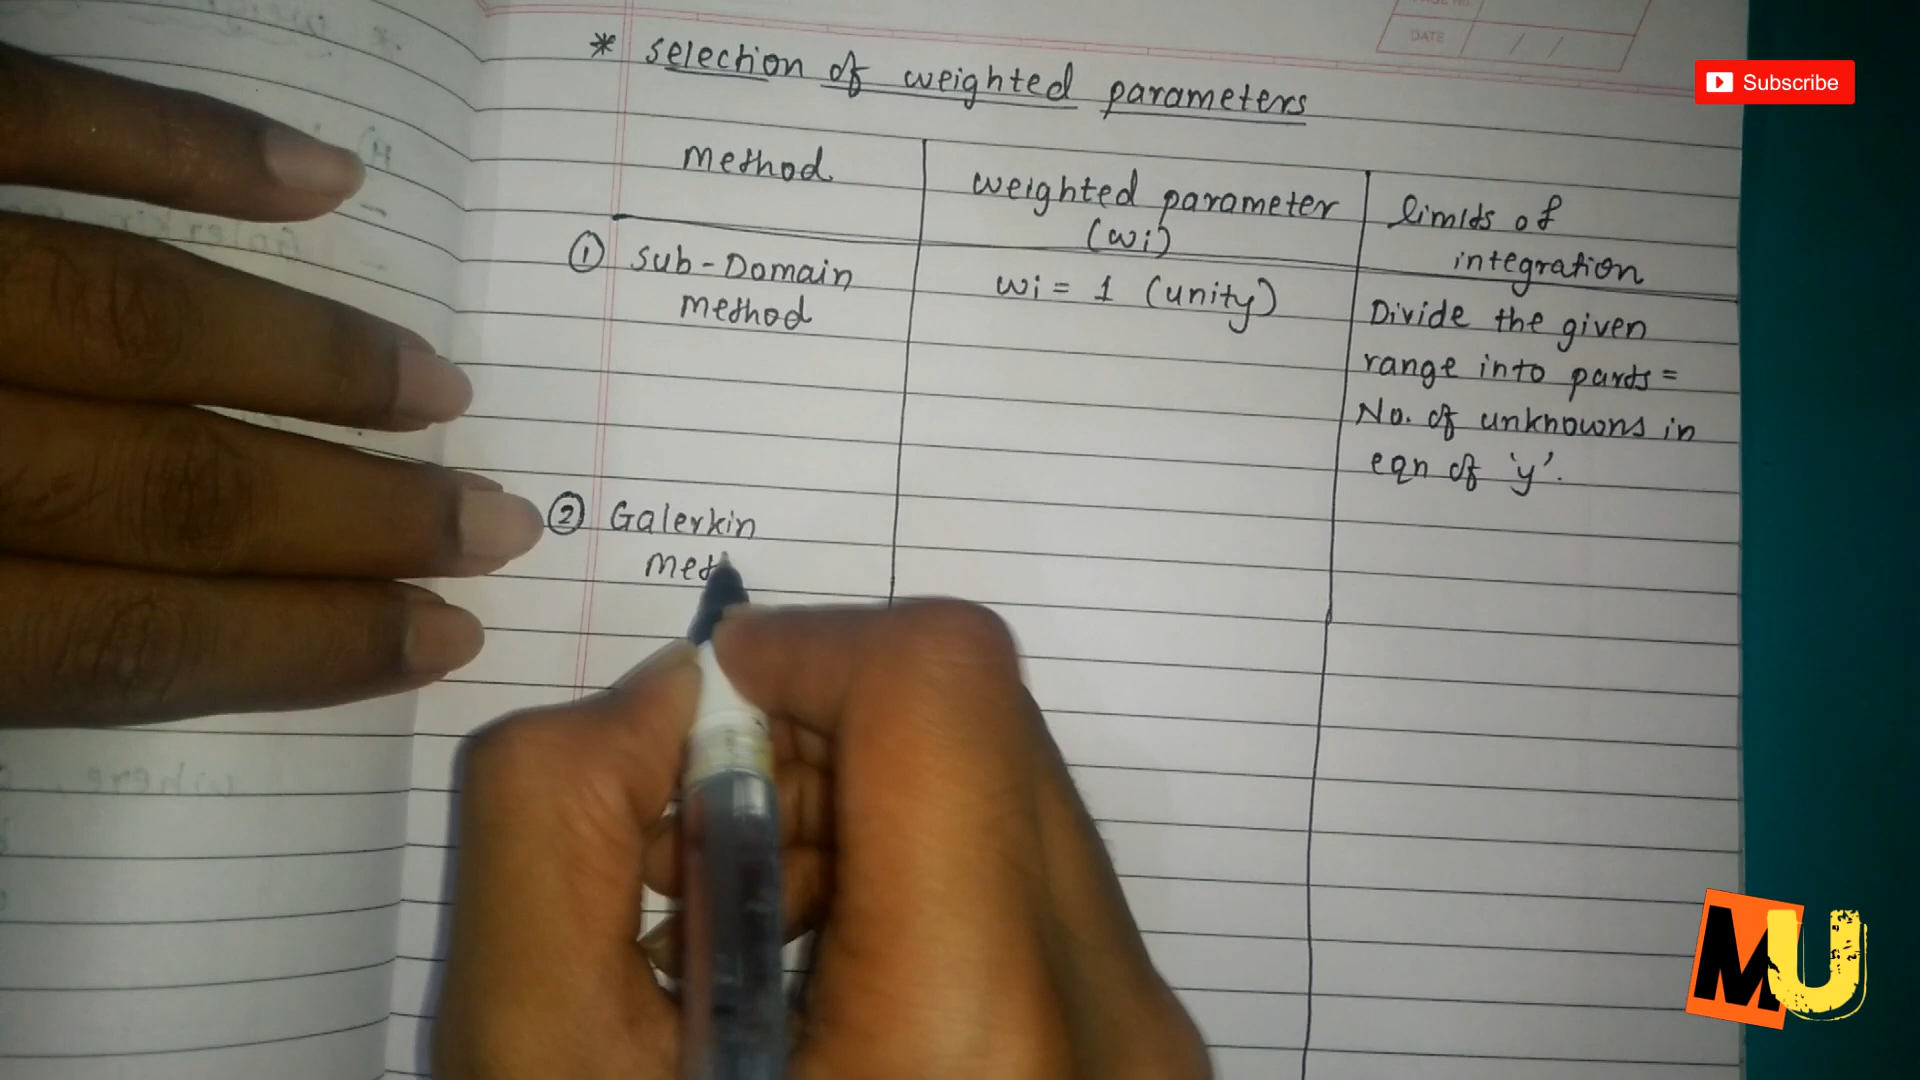 DATE / /
Subscribe
* selection of weighted parameters
Method
weighted parameter
(wi)
limits of
integration
① Sub-Domain
method
wi = 1 (unity)
Divide the given
range into parts =
No. of unknowns in
eqn of 'y'.
② Galerkin
met
MU